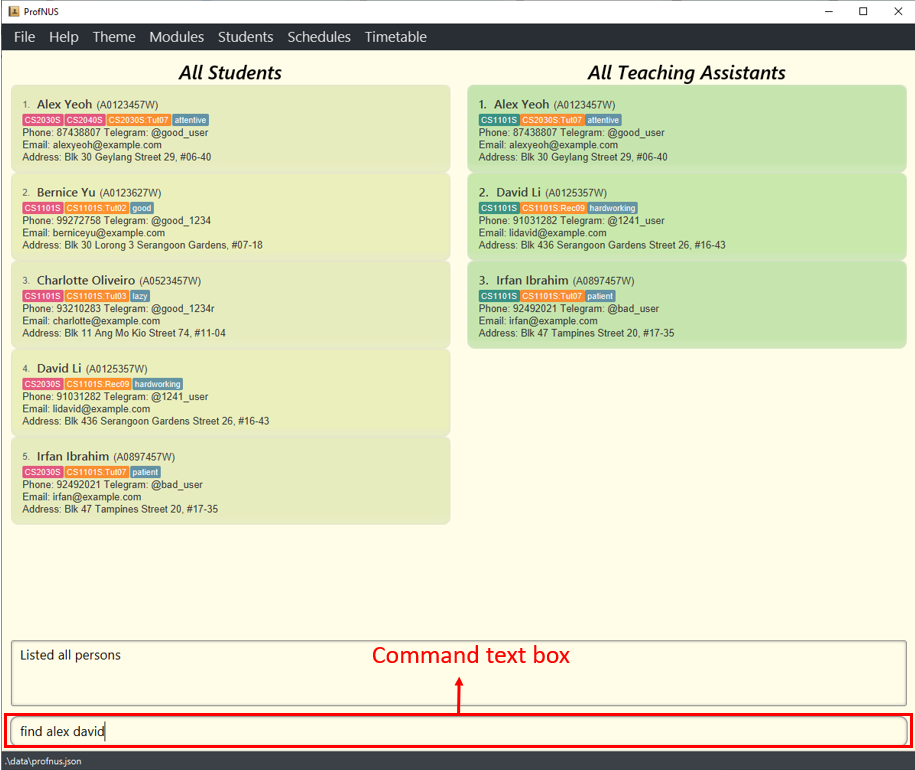 ProfNUS
File Help Theme Modules Students Schedules Timetable
All Students
1. Alex Yeoh (A0123457W)
CS2030S CS2040S CS2030S:Tut07 attentive
Phone: 87438807 Telegram: @good_user
Email: alexyeoh@example.com
Address: Blk 30 Geylang Street 29, #06-40
2. Bernice Yu (A0123627W)
CS1101S CS1101S:Tut02 good
Phone: 99272758 Telegram: @good_1234
Email: berniceyu@example.com
Address: Blk 30 Lorong 3 Serangoon Gardens, #07-18
3. Charlotte Oliveiro (A0523457W)
CS1101S CS1101S:Tut03 lazy
Phone: 93210283 Telegram: @good_1234r
Email: charlotte@example.com
Address: Blk 11 Ang Mo Kio Street 74, #11-04
4. David Li (A0125357W)
CS2030S CS1101S:Rec09 hardworking
Phone: 91031282 Telegram: @1241_user
Email: lidavid@example.com
Address: Blk 436 Serangoon Gardens Street 26, #16-43
5. Irfan Ibrahim (A0897457W)
CS2030S CS1101S:Tut07 patient
Phone: 92492021 Telegram: @bad_user
Email: irfan@example.com
Address: Blk 47 Tampines Street 20, #17-35
All Teaching Assistants
1. Alex Yeoh (A0123457W)
CS1101S CS2030S:Tut07 attentive
Phone: 87438807 Telegram: @good_user
Email: alexyeoh@example.com
Address: Blk 30 Geylang Street 29, #06-40
2. David Li (A0125357W)
CS1101S CS1101S:Rec09 hardworking
Phone: 91031282 Telegram: @1241_user
Email: lidavid@example.com
Address: Blk 436 Serangoon Gardens Street 26, #16-43
3. Irfan Ibrahim (A0897457W)
CS1101S CS1101S:Tut07 patient
Phone: 92492021 Telegram: @bad_user
Email: irfan@example.com
Address: Blk 47 Tampines Street 20, #17-35
Listed all persons
Command text box
find alex david
.\data\profnus.json